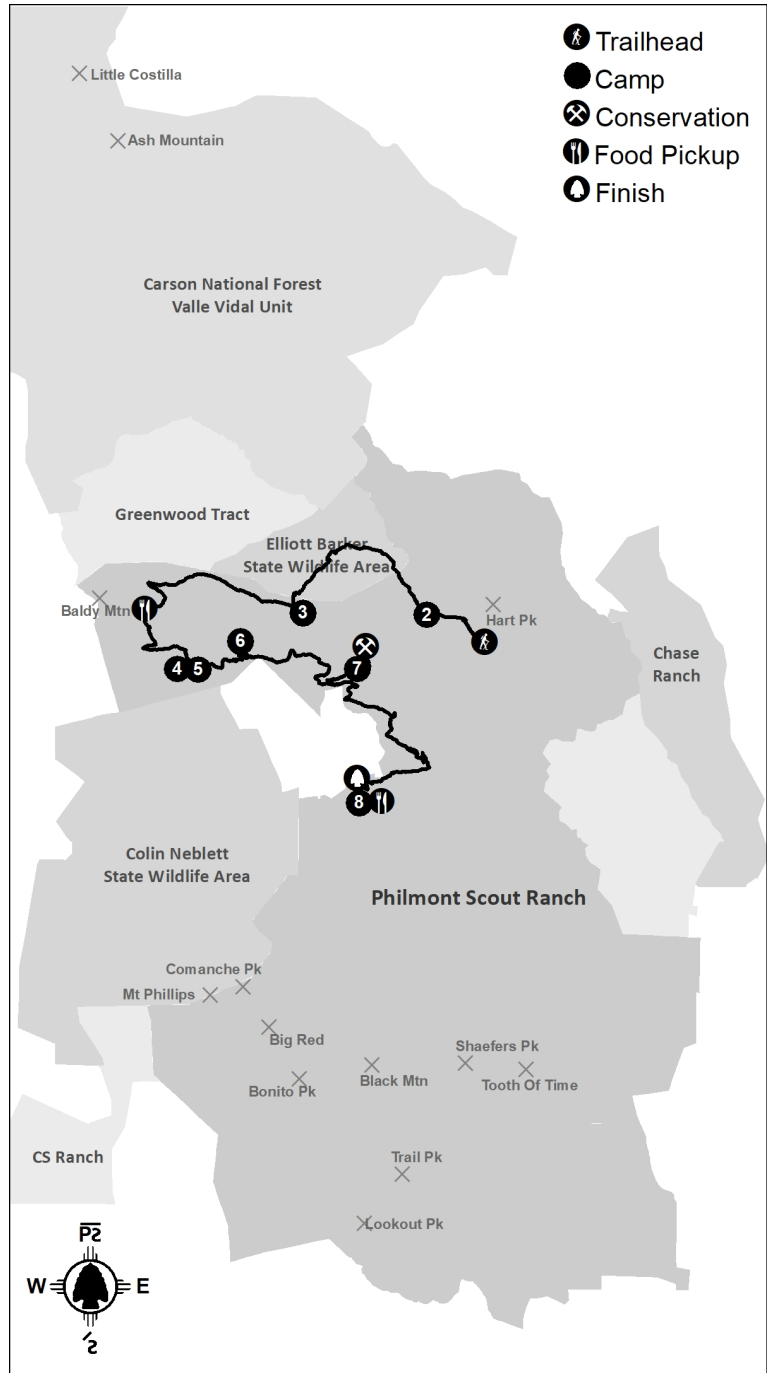 Trailhead
Camp
Conservation
Food Pickup
Finish
Little Costilla
Ash Mountain
Carson National Forest
Valle Vidal Unit
Greenwood Tract
Elliott Barker
State Wildlife Area
Baldy Mtn
3
2
Hart Pk
6
4
5
7
Chase
Ranch
8
Colin Neblett
State Wildlife Area
Philmont Scout Ranch
Comanche Pk
Mt Phillips
Big Red
Shaefers Pk
Black Mtn
Tooth Of Time
Bonito Pk
CS Ranch
Trail Pk
Lookout Pk
W
E